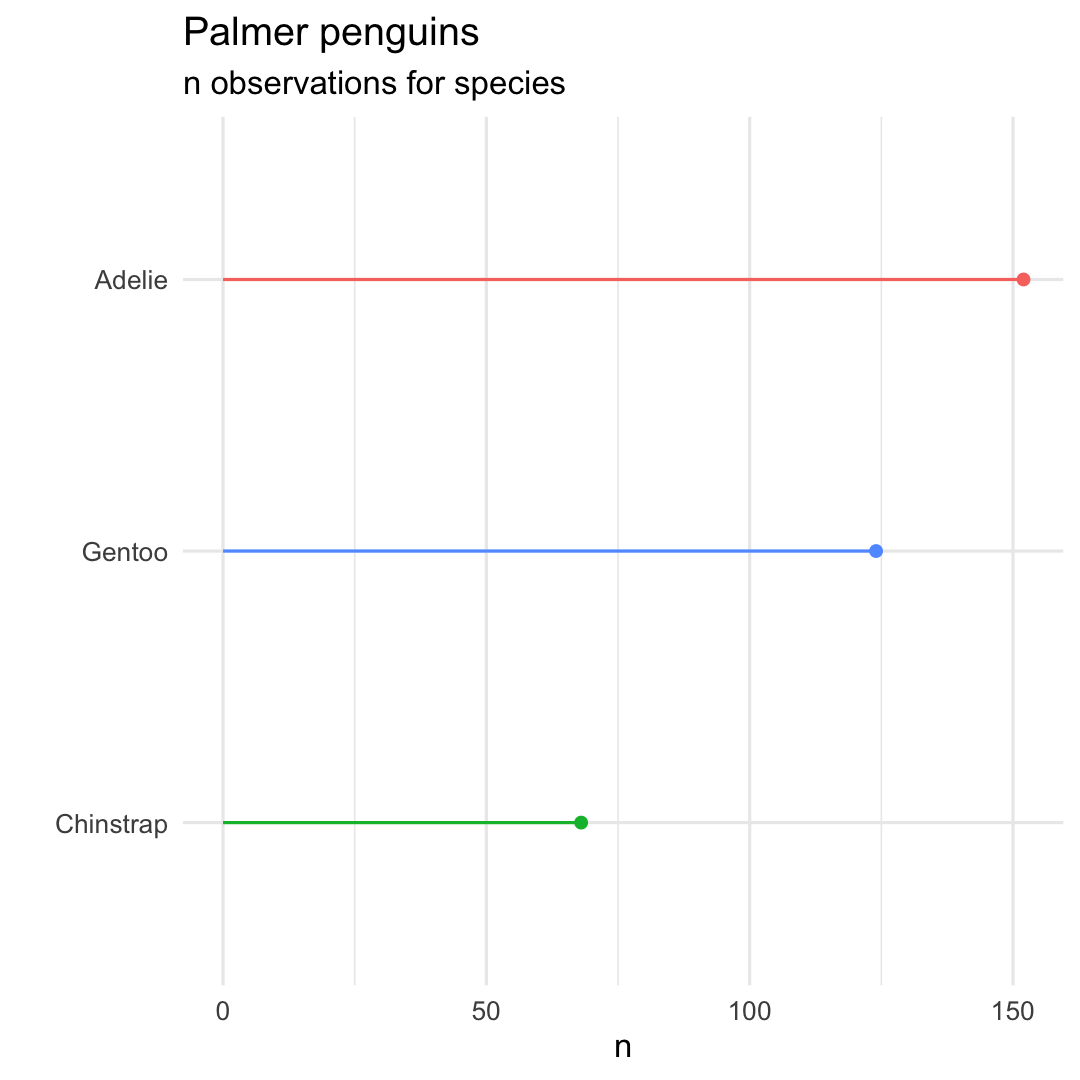 Palmer penguins
n observations for species
Adelie
Gentoo
Chinstrap
0 50 100 150
n